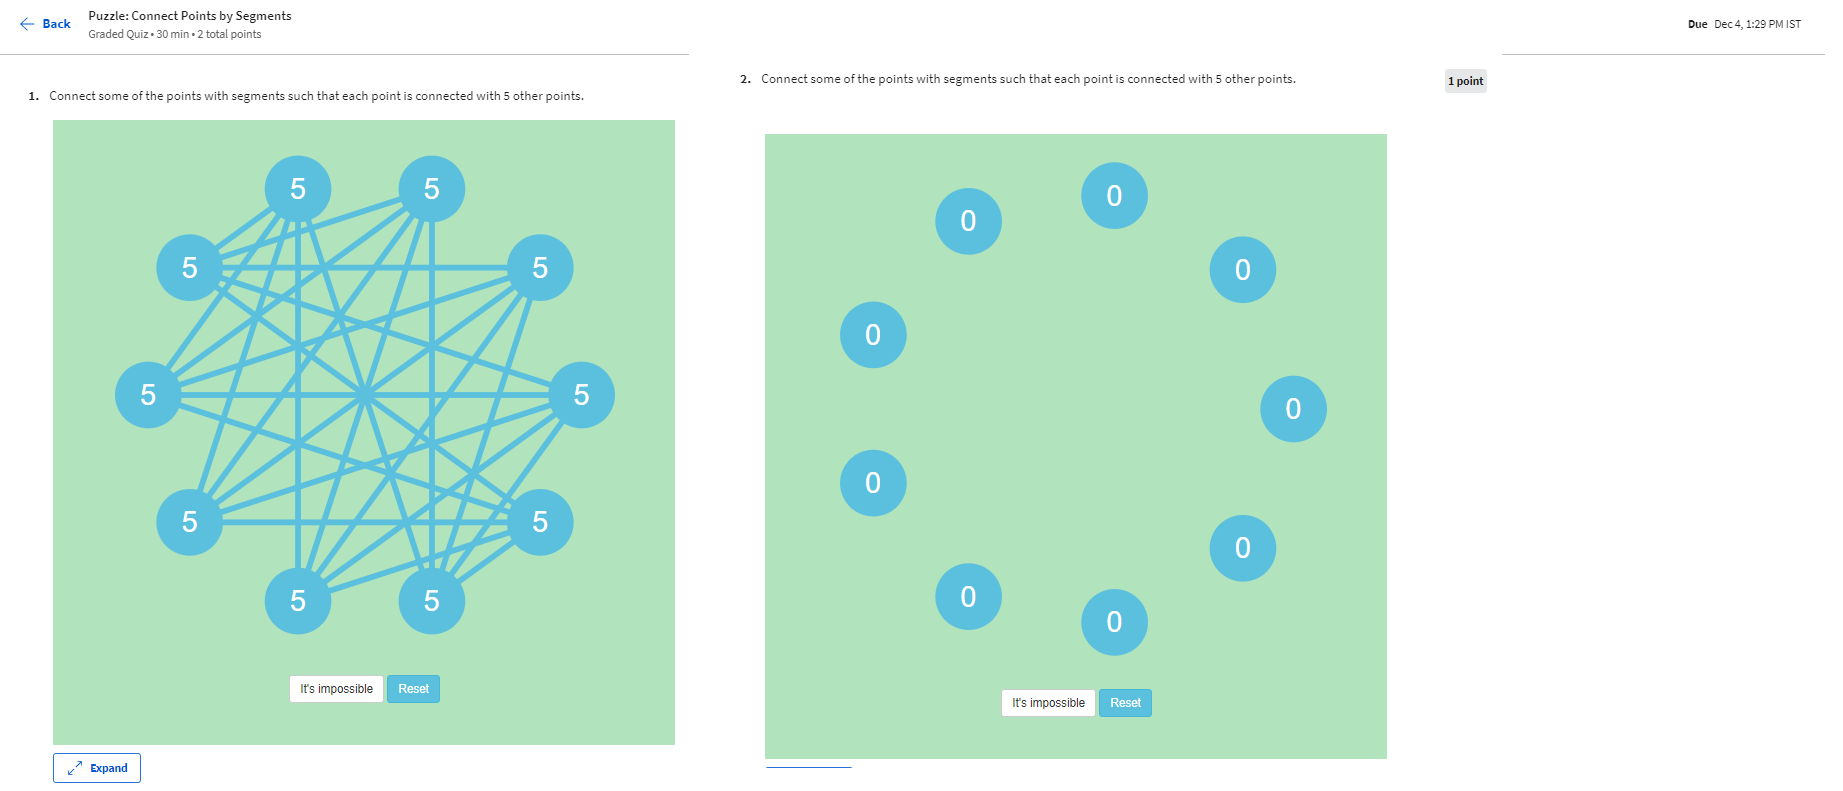 Back
Puzzle: Connect Points by Segments
Graded Quiz • 30 min • 2 total points
Due Dec 4, 1:29 PM IST
1. Connect some of the points with segments such that each point is connected with 5 other points.
5 5
5 5
5 5
5 5
5 5
It's impossible Reset
Expand
2. Connect some of the points with segments such that each point is connected with 5 other points.
1 point
0
0
0
0
0
0
0
0
0
It's impossible Reset